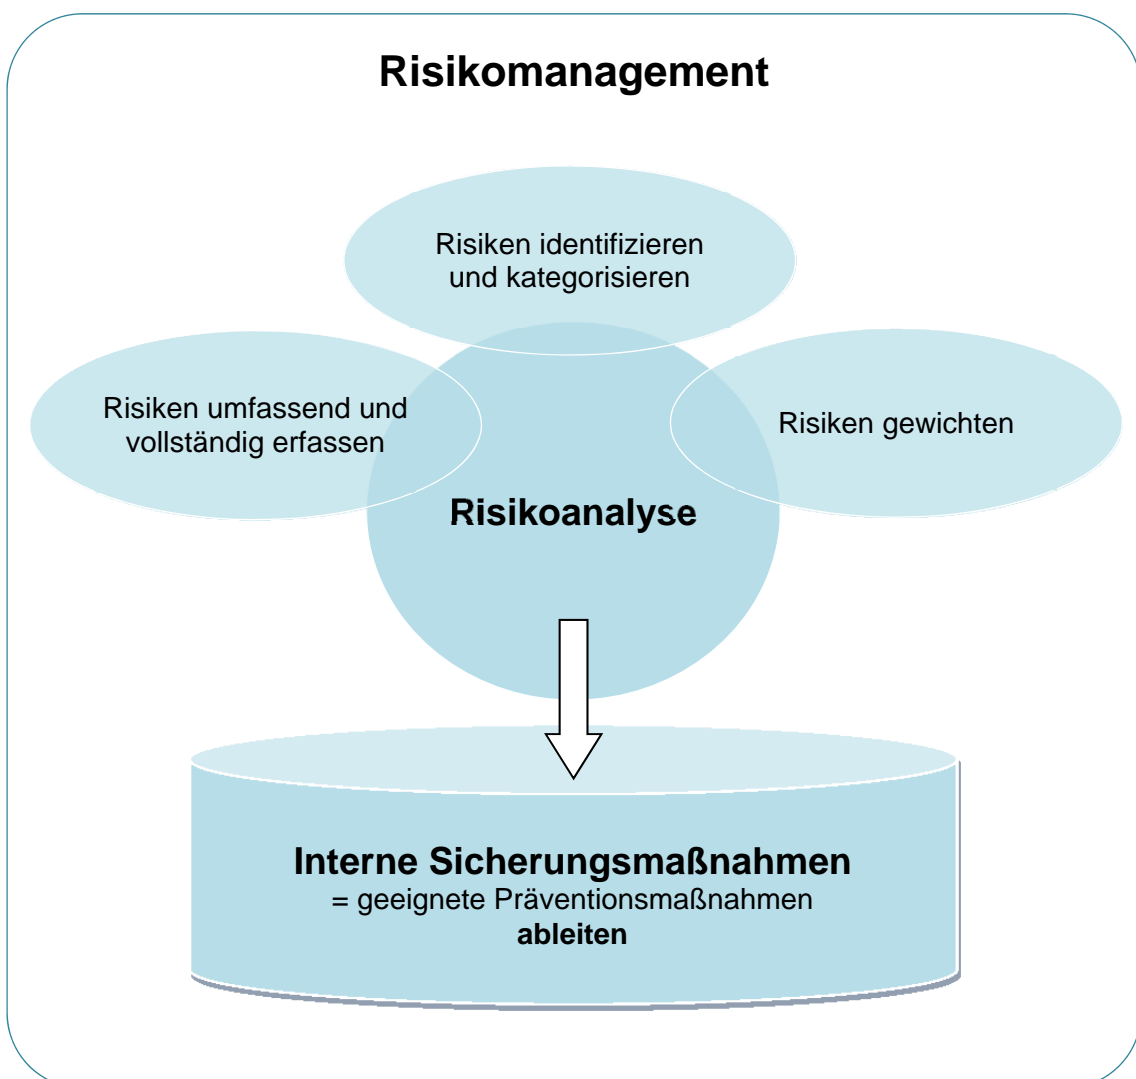 Risikomanagement
Risiken identifizieren
und kategorisieren
Risiken umfassend und
vollständig erfassen
Risiken gewichten
Risikoanalyse
Interne Sicherungsmaßnahmen
= geeignete Präventionsmaßnahmen
ableiten